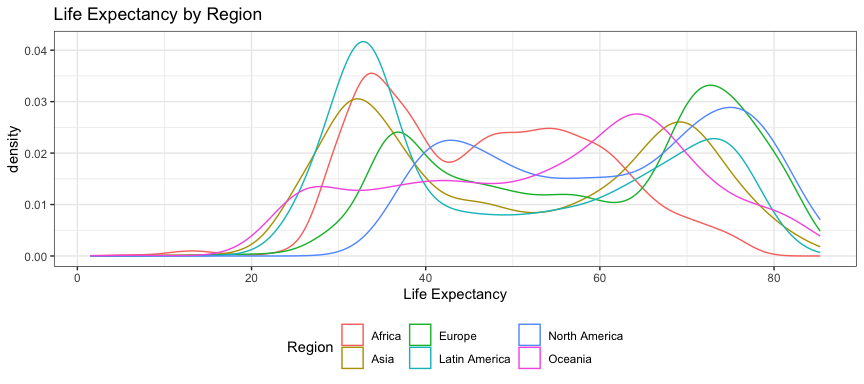 Life Expectancy by Region
density
0.04
0.03
0.02
0.01
0.00
0 20 40 60 80
Life Expectancy
Region
Africa Europe North America
Asia Latin America Oceania